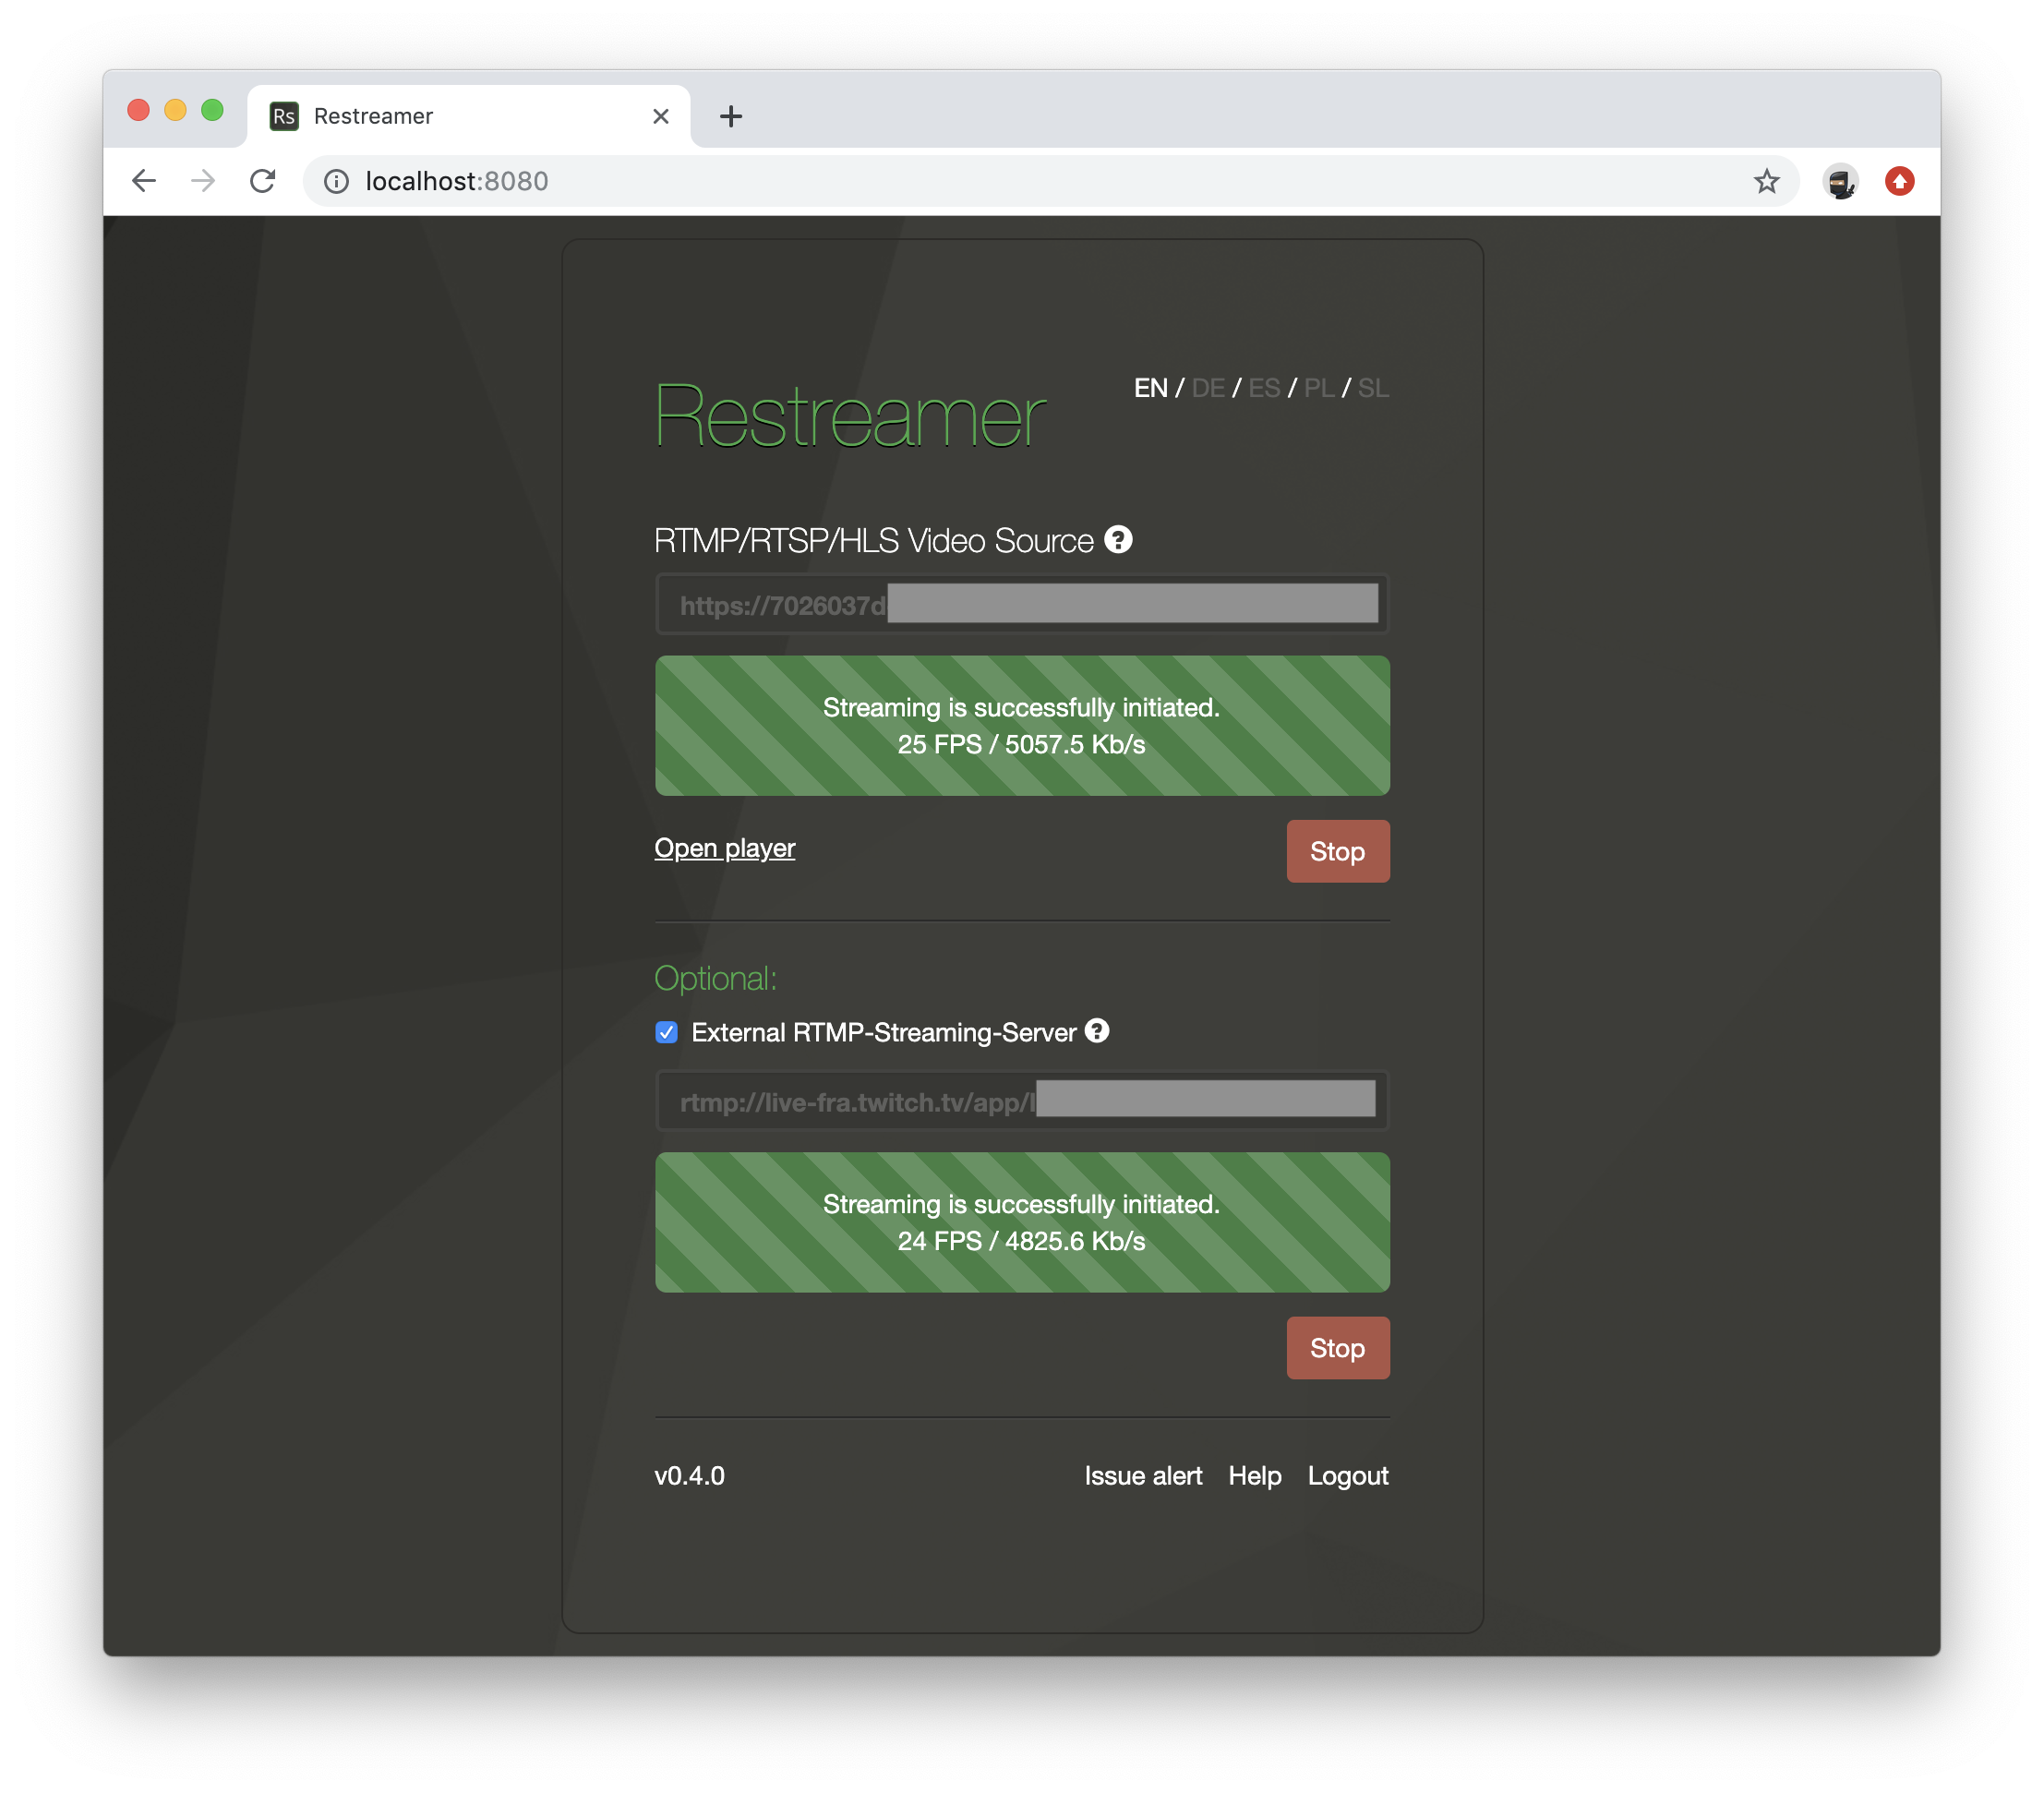 Rs Restreamer
localhost:8080
Restreamer
EN / DE / ES / PL / SL
RTMP/RTSP/HLS Video Source ?
https://7026037d
Streaming is successfully initiated.
25 FPS / 5057.5 Kb/s
Open player
Stop
Optional:
External RTMP-Streaming-Server ?
rtmp://live-fra.twitch.tv/app/l
Streaming is successfully initiated.
24 FPS / 4825.6 Kb/s
Stop
v0.4.0
Issue alert Help Logout